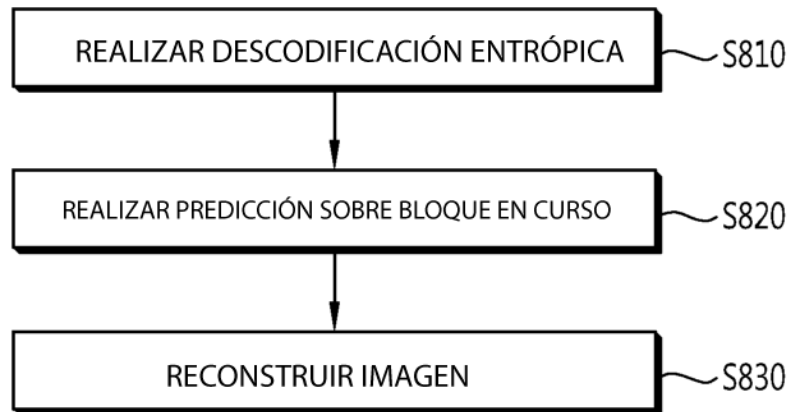 REALIZAR DESCODIFICACIÓN ENTRÓPICA
S810
REALIZAR PREDICCIÓN SOBRE BLOQUE EN CURSO
S820
RECONSTRUIR IMAGEN
S830